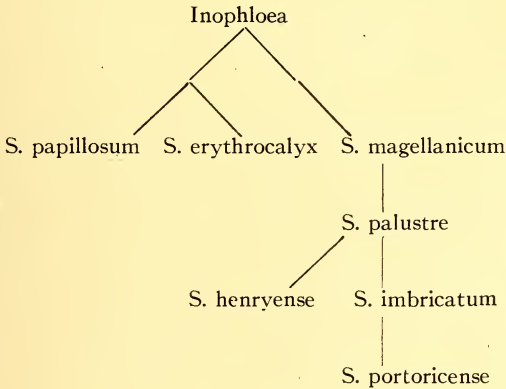 Inophloea
S. papillosum S. erythrocalyx S. magellanicum
S. palustre
S. henryense S. imbricatum
S. portoricense